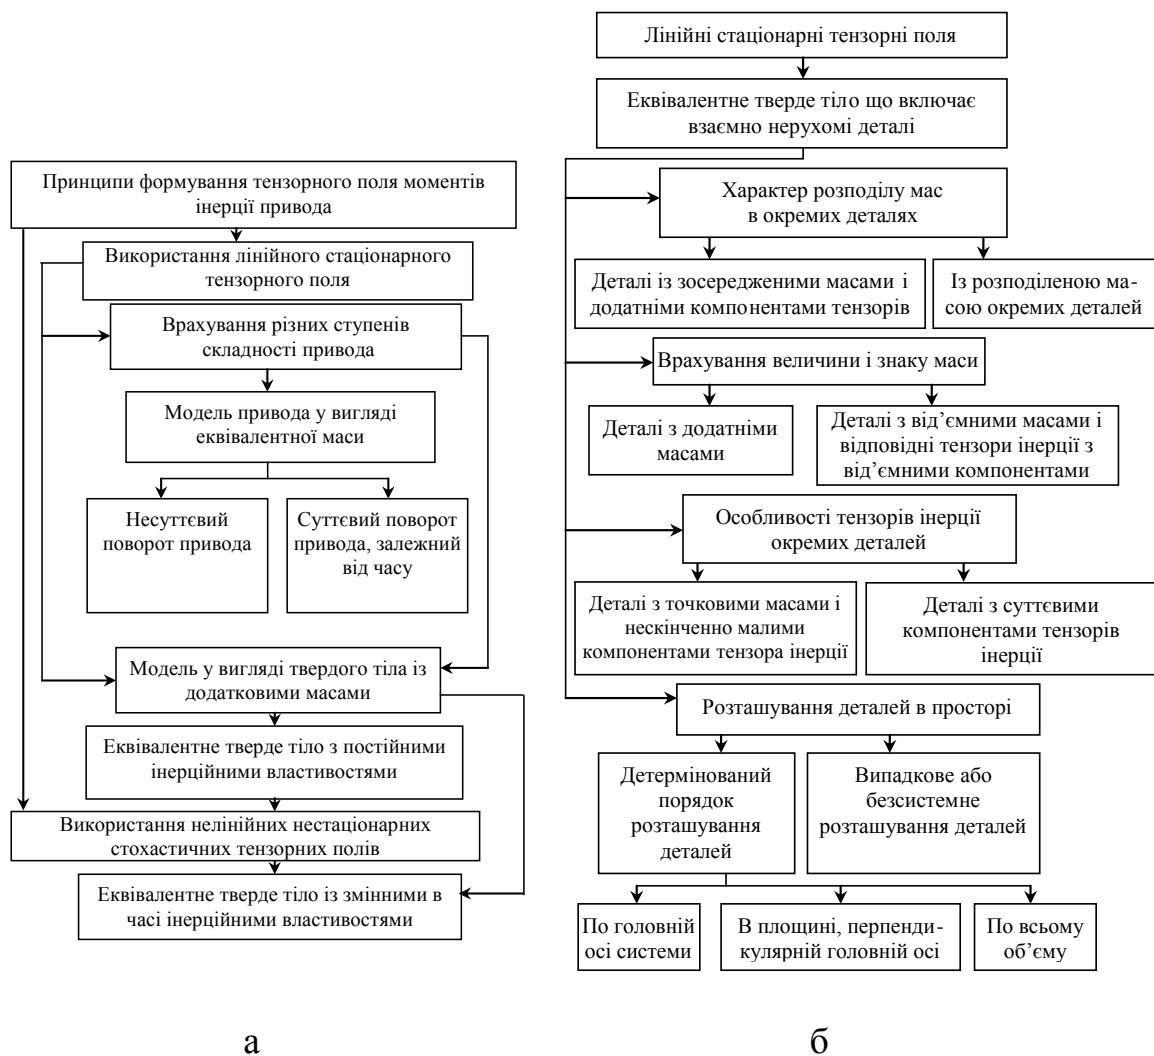 Принципи формування тензорного поля моментів
інерції привода
Використання лінійного стаціонарного
тензорного поля
Врахування різних ступенів
складності привода
Модель привода у вигляді
еквівалентної маси
Несуттєвий
поворот привода
Суттєвий поворот
привода, залежний
від часу
Модель у вигляді твердого тіла із
додатковими масами
Еквівалентне тверде тіло з постійними
інерційними властивостями
Використання нелінійних нестаціонарних
стохастичних тензорних полів
Еквівалентне тверде тіло із змінними в
часі інерційними властивостями
а
Лінійні стаціонарні тензорні поля
Еквівалентне тверде тіло що включає
взаємно нерухомі деталі
Характер розподілу мас
в окремих деталях
Деталі із зосередженими масами і
додатніми компонентами тензорів
Із розподіленою ма-
сою окремих деталей
Врахування величини і знаку маси
Деталі з додатніми
масами
Деталі з від’ємними масами і
відповідні тензори інерції з
від’ємними компонентами
Особливості тензорів інерції
окремих деталей
Деталі з точковими масами і
нескінченно малими
компонентами тензора інерції
Деталі з суттєвими
компонентами тензорів
інерції
Розташування деталей в просторі
Детермінований
порядок
розташування
деталей
Випадкове або
безсистемне
розташування деталей
По головній
осі системи
В площині, перпенди-
кулярній головній осі
По всьому
об’єму
б